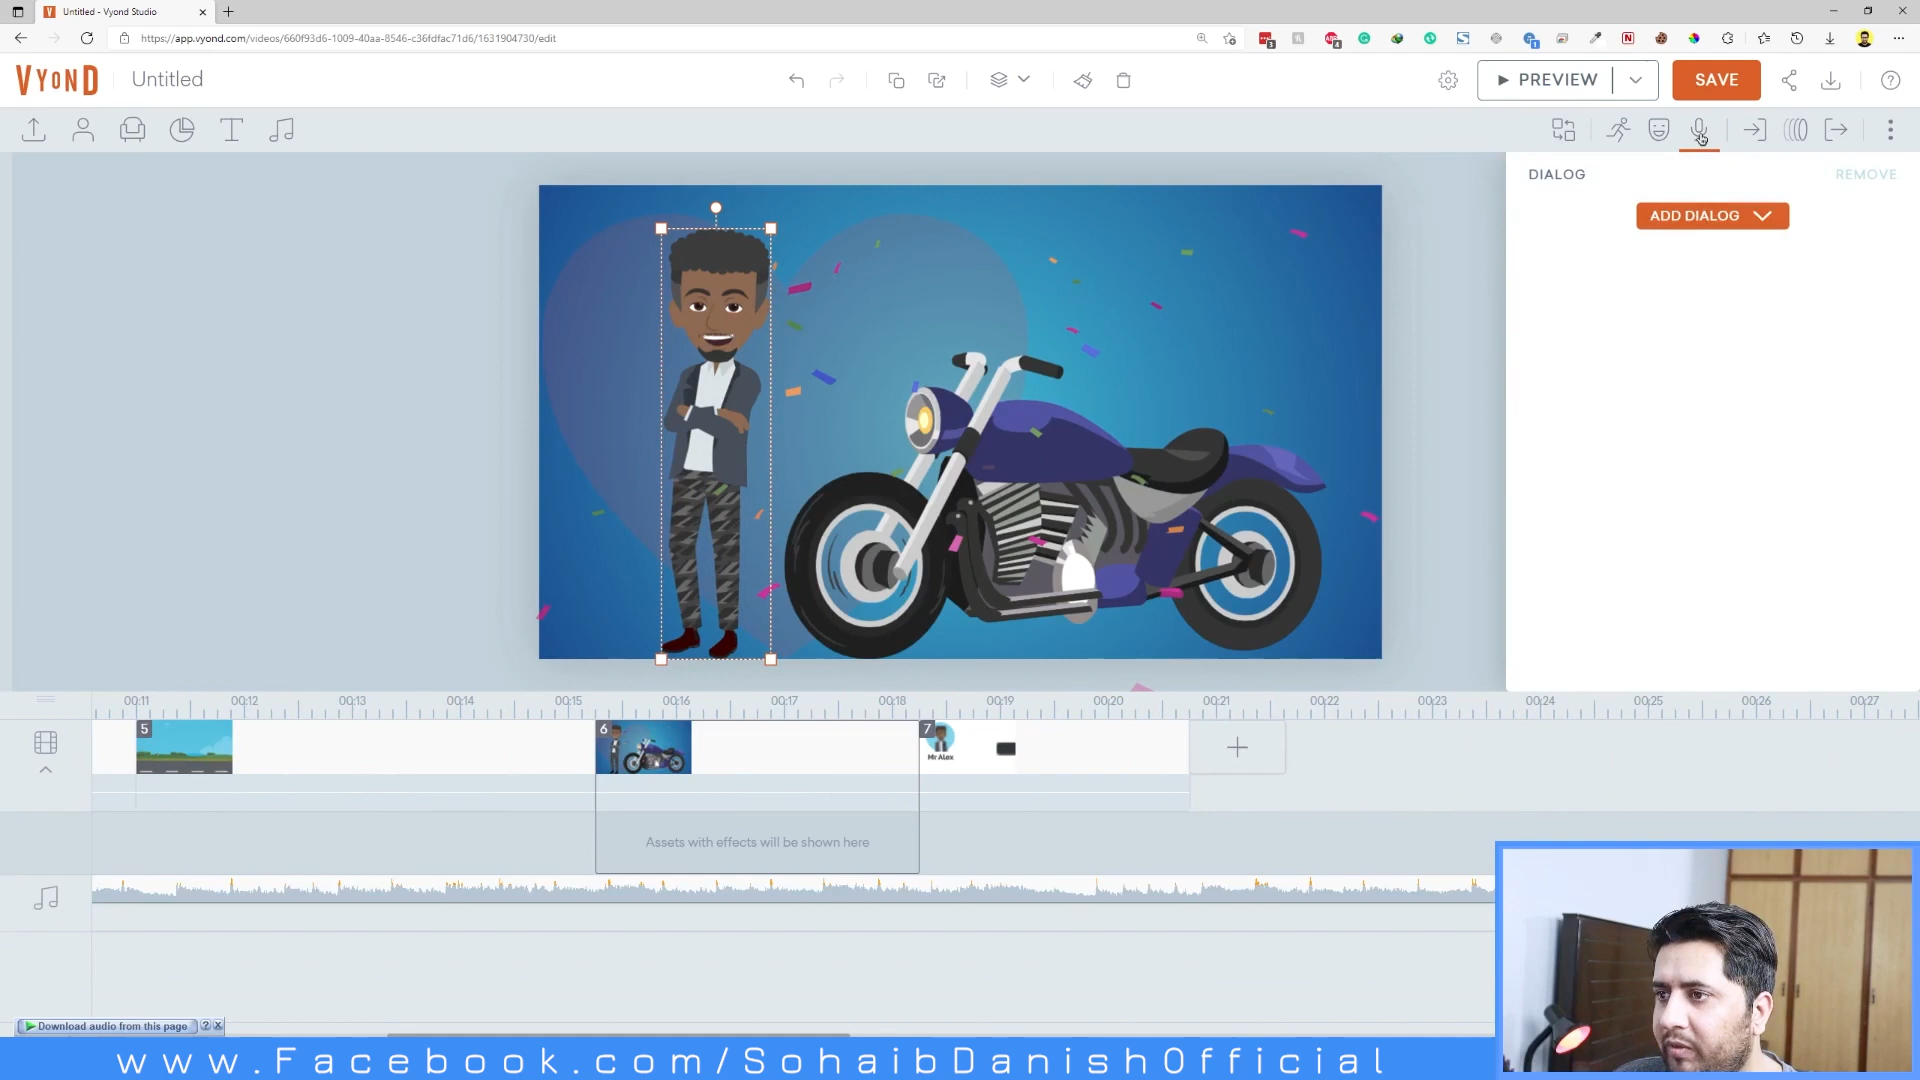 Untitled - Vyond Studio
https://app.vyond.com/videos/660f93d6-1009-40aa-8546-c36fdfac71d6/1631904730/edit
VYOND
Untitled
PREVIEW
SAVE
DIALOG
REMOVE
ADD DIALOG
00:11 00:12 00:13 00:14 00:15 00:16 00:17 00:18 00:19 00:20 00:21 00:22 00:23 00:24 00:25 00:26 00:27
5
6
7
Mr Alex
Assets with effects will be shown here
Download audio from this page
www.Facebook.com/SohaibDanishOfficial